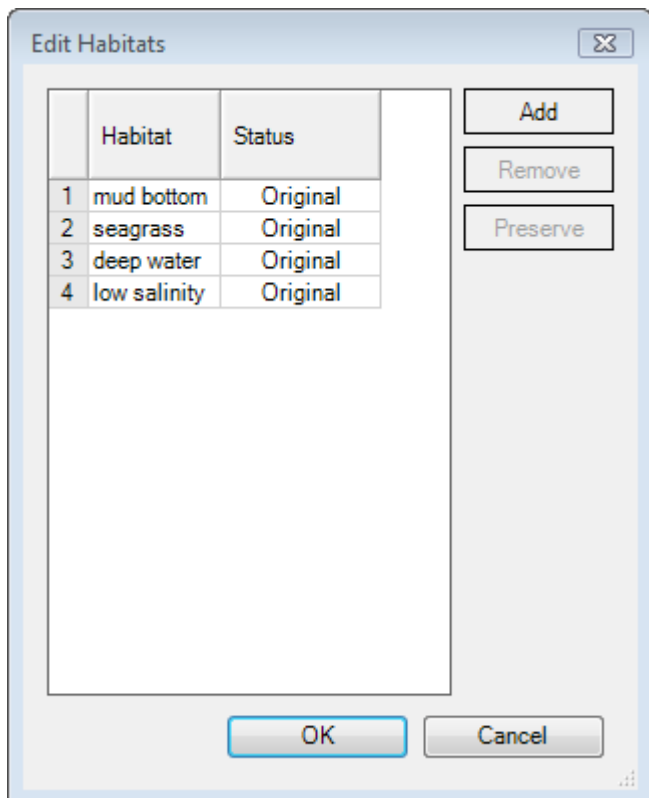 Edit Habitats
Habitat Status
1 mud bottom Original
2 seagrass Original
3 deep water Original
4 low salinity Original
Add
Remove
Preserve
OK Cancel